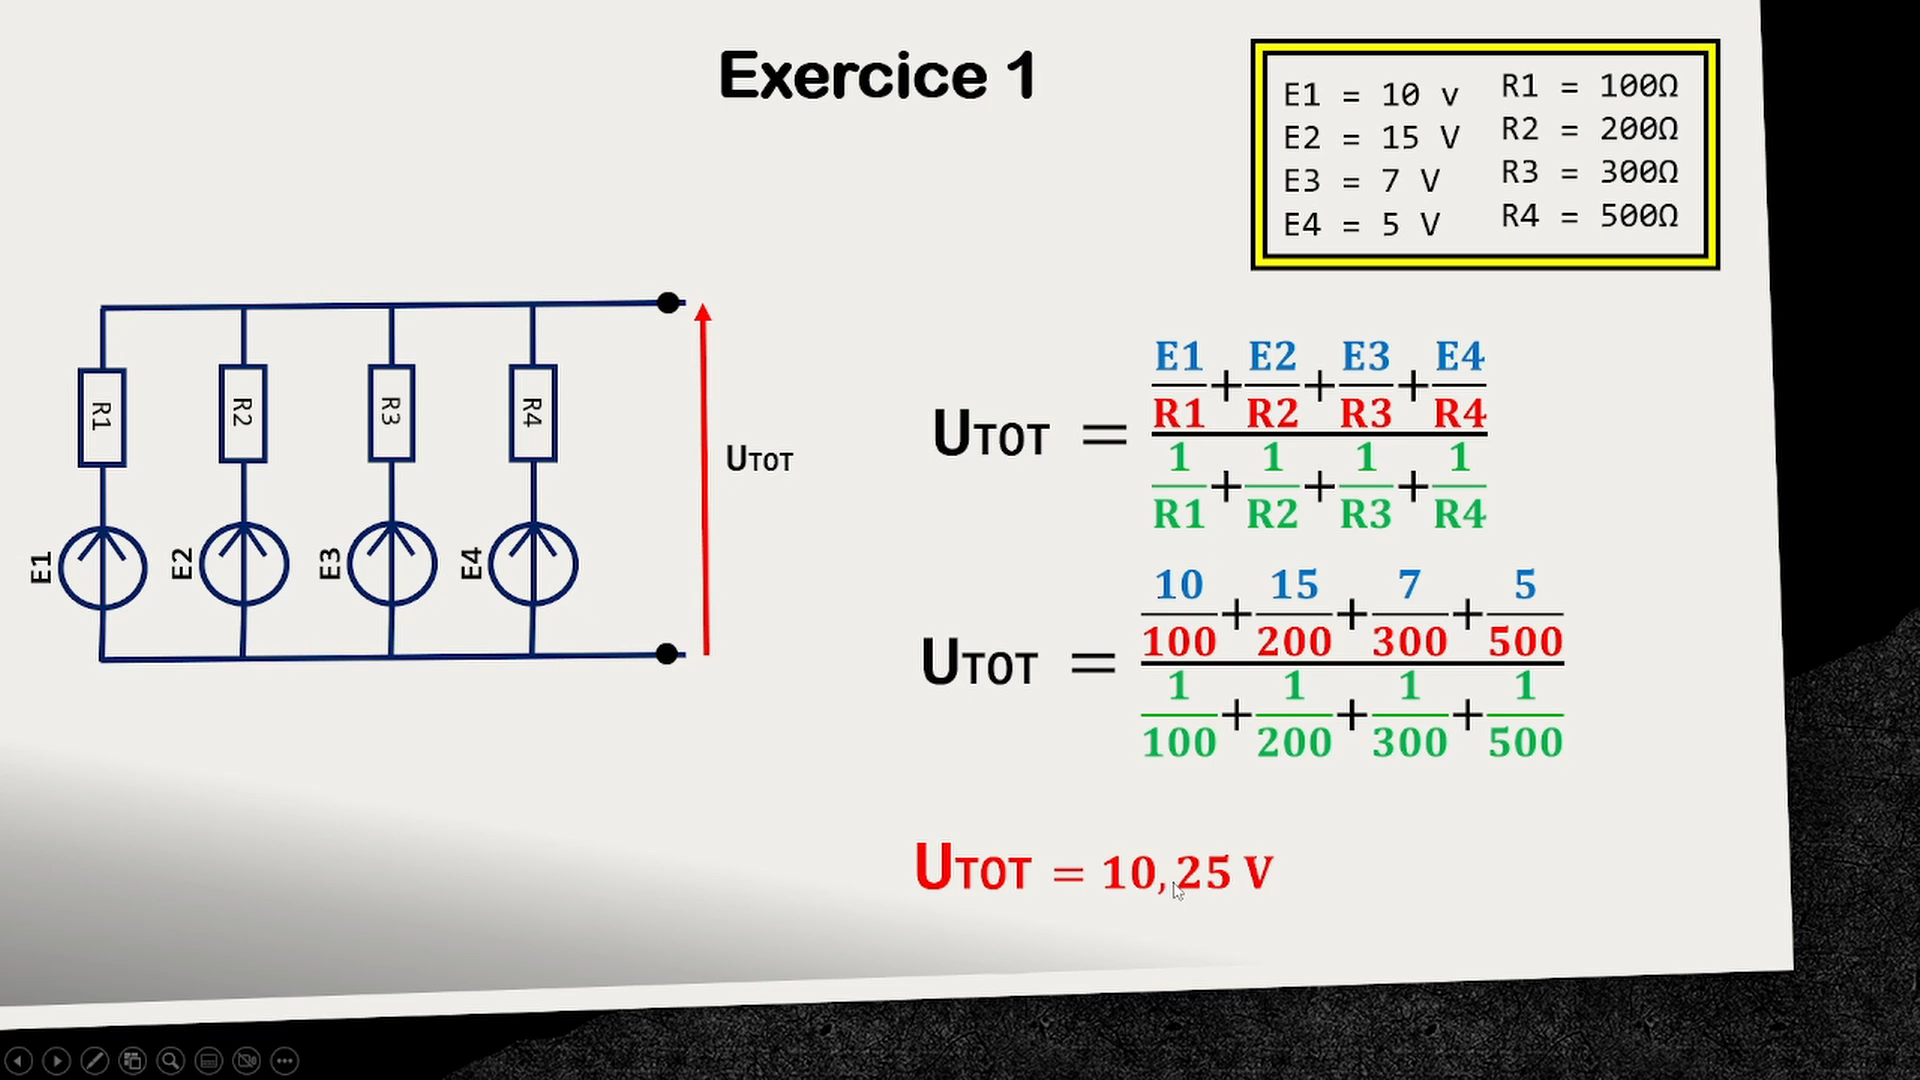 Exercice 1
E1 = 10 v
E2 = 15 V
E3 = 7 V
E4 = 5 V
R1 = 100Ω
R2 = 200Ω
R3 = 300Ω
R4 = 500Ω
R1
R2
R3
R4
E1
E2
E3
E4
UTOT
UTOT = E1/R1+E2/R2+E3/R3+E4/R4
1/R1+1/R2+1/R3+1/R4
UTOT = 10/100+15/200+7/300+5/500
1/100+1/200+1/300+1/500
UTOT = 10,25 V